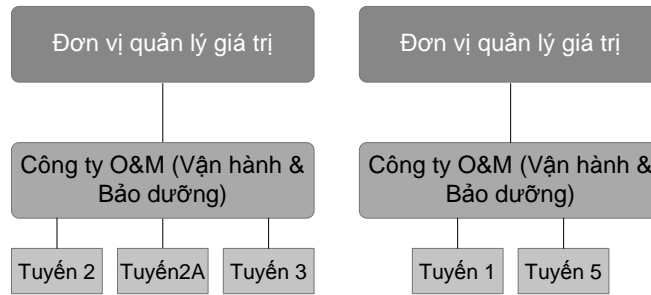 Đơn vị quản lý giá trị
Đơn vị quản lý giá trị
Công ty O&M (Vận hành &
Bảo dưỡng)
Công ty O&M (Vận hành &
Bảo dưỡng)
Tuyến 2
Tuyến2A
Tuyến 3
Tuyến 1
Tuyến 5